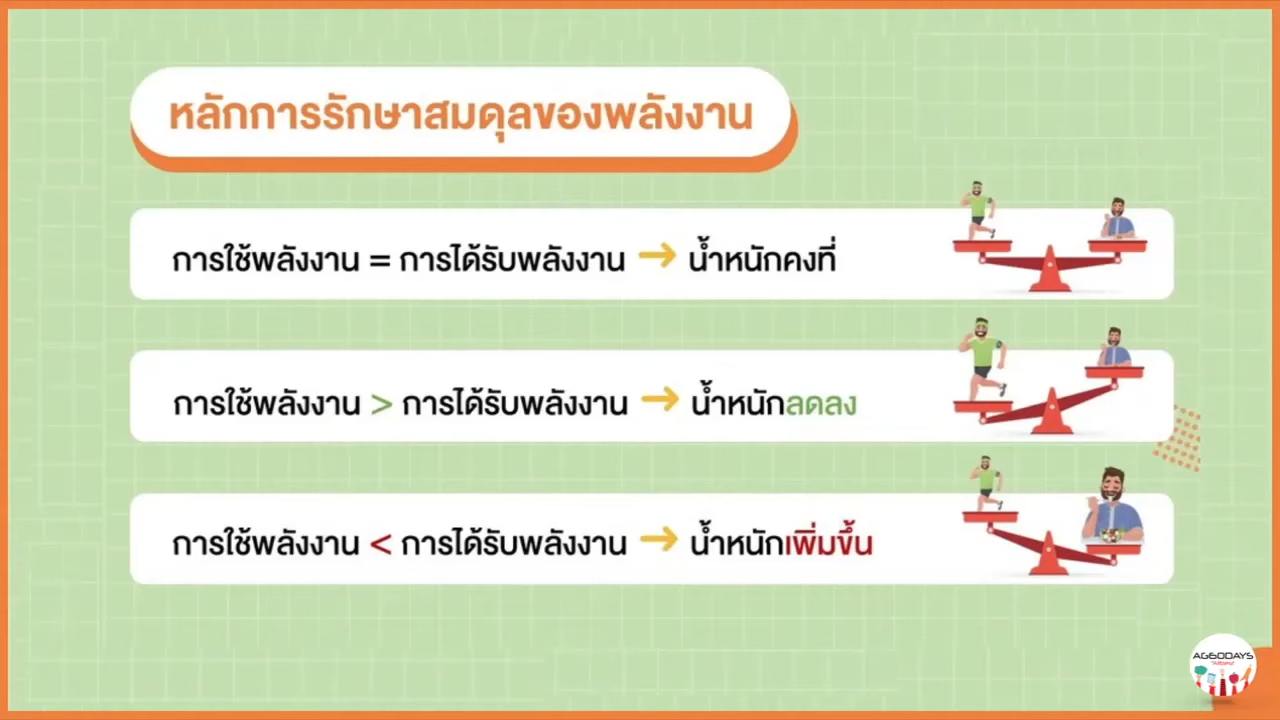 หลักการรักษาสมดุลของพลังงาน
การใช้พลังงาน = การได้รับพลังงาน → น้ำหนักคงที่
การใช้พลังงาน > การได้รับพลังงาน → น้ำหนักลดลง
การใช้พลังงาน < การได้รับพลังงาน → น้ำหนักเพิ่มขึ้น
AG60DAYS